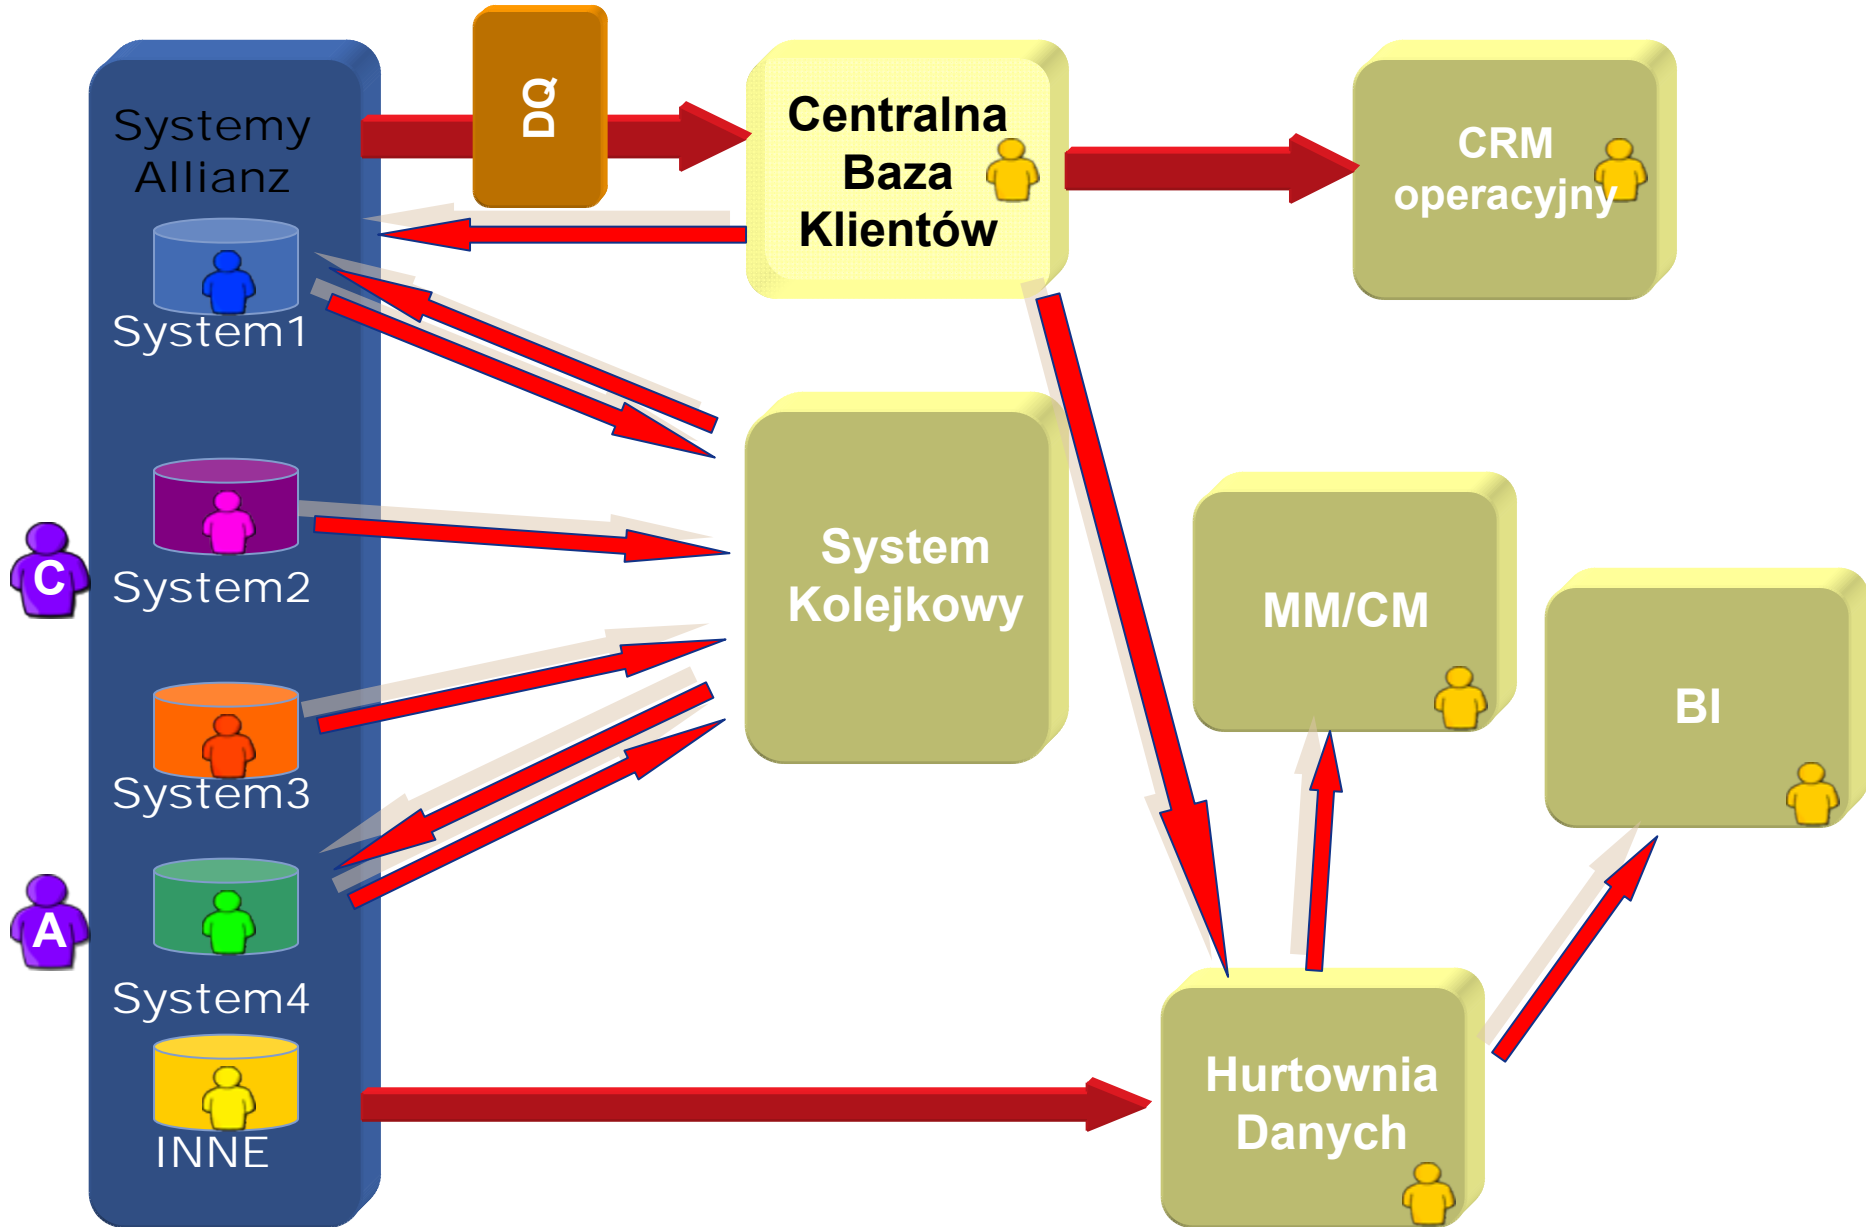 Systemy
Allianz
DQ
Centralna
Baza
Klientów
CRM
operacyjny
System1
System2
C
System
Kolejkowy
MM/CM
BI
System3
A
System4
INNE
Hurtownia
Danych